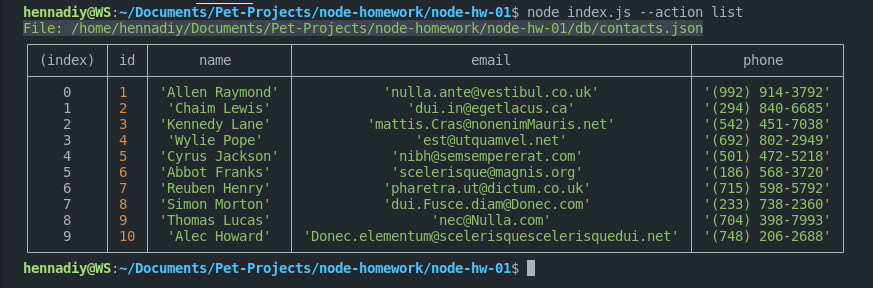 hennadiy@WS:~/Documents/Pet-Projects/node-homework/node-hw-01$ node index.js --action list
File: /home/hennadiy/Documents/Pet-Projects/node-homework/node-hw-01/db/contacts.json
(index) id name email phone
0 1 'Allen Raymond' 'nulla.ante@vestibul.co.uk' '(992) 914-3792'
1 2 'Chaim Lewis' 'dui.in@egetlacus.ca' '(294) 840-6685'
2 3 'Kennedy Lane' 'mattis.Cras@nonenimMauris.net' '(542) 451-7038'
3 4 'Wylie Pope' 'est@utquamvel.net' '(692) 802-2949'
4 5 'Cyrus Jackson' 'nibh@semsempererat.com' '(501) 472-5218'
5 6 'Abbot Franks' 'scelerisque@magnis.org' '(186) 568-3720'
6 7 'Reuben Henry' 'pharetra.ut@dictum.co.uk' '(715) 598-5792'
7 8 'Simon Morton' 'dui.Fusce.diam@Donec.com' '(233) 738-2360'
8 9 'Thomas Lucas' 'nec@Nulla.com' '(704) 398-7993'
9 10 'Alec Howard' 'Donec.elementum@scelerisquescelerisquedui.net' '(748) 206-2688'
hennadiy@WS:~/Documents/Pet-Projects/node-homework/node-hw-01$